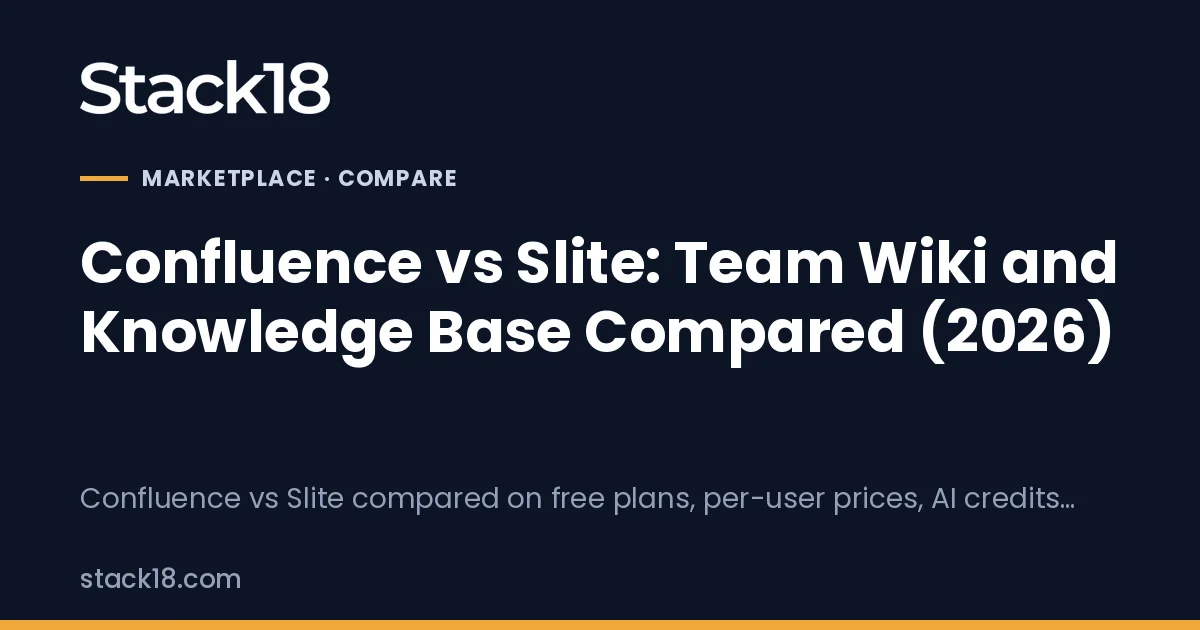 Stack18
MARKETPLACE · COMPARE
Confluence vs Slite: Team Wiki and
Knowledge Base Compared (2026)
Confluence vs Slite compared on free plans, per-user prices, AI credits…
stack18.com